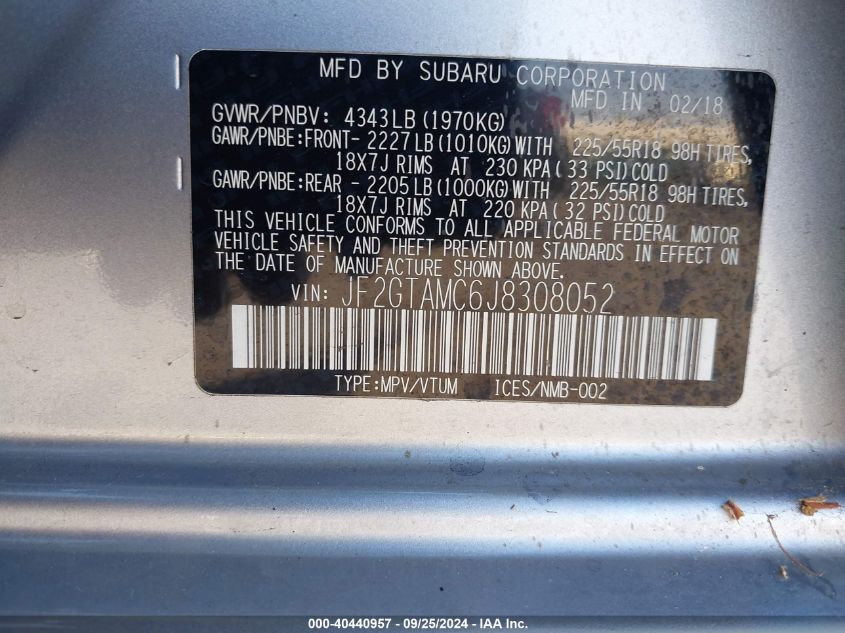 MFD BY SUBARU CORPORATION
MFD IN 02/18
GVWR/PNBV: 4343LB(1970KG)
GAWR/PNBE:FRONT-2227LB(1010KG)WITH 225/55R18 98H TIRES,
18X7J RIMS AT 230 KPA(33 PSI)COLD
GAWR/PNBE:REAR -2205LB(1000KG)WITH 225/55R18 98H TIRES,
18X7J RIMS AT 220 KPA(32 PSI)COLD
THIS VEHICLE CONFORMS TO ALL APPLICABLE FEDERAL MOTOR
VEHICLE SAFETY AND THEFT PREVENTION STANDARDS IN EFFECT ON
THE DATE OF MANUFACTURE SHOWN ABOVE.
VIN: JF2GTAMC6J8308052
TYPE:MPV/VTUM ICES/NMB-002
000-40440957 - 09/25/2024 - IAA Inc.